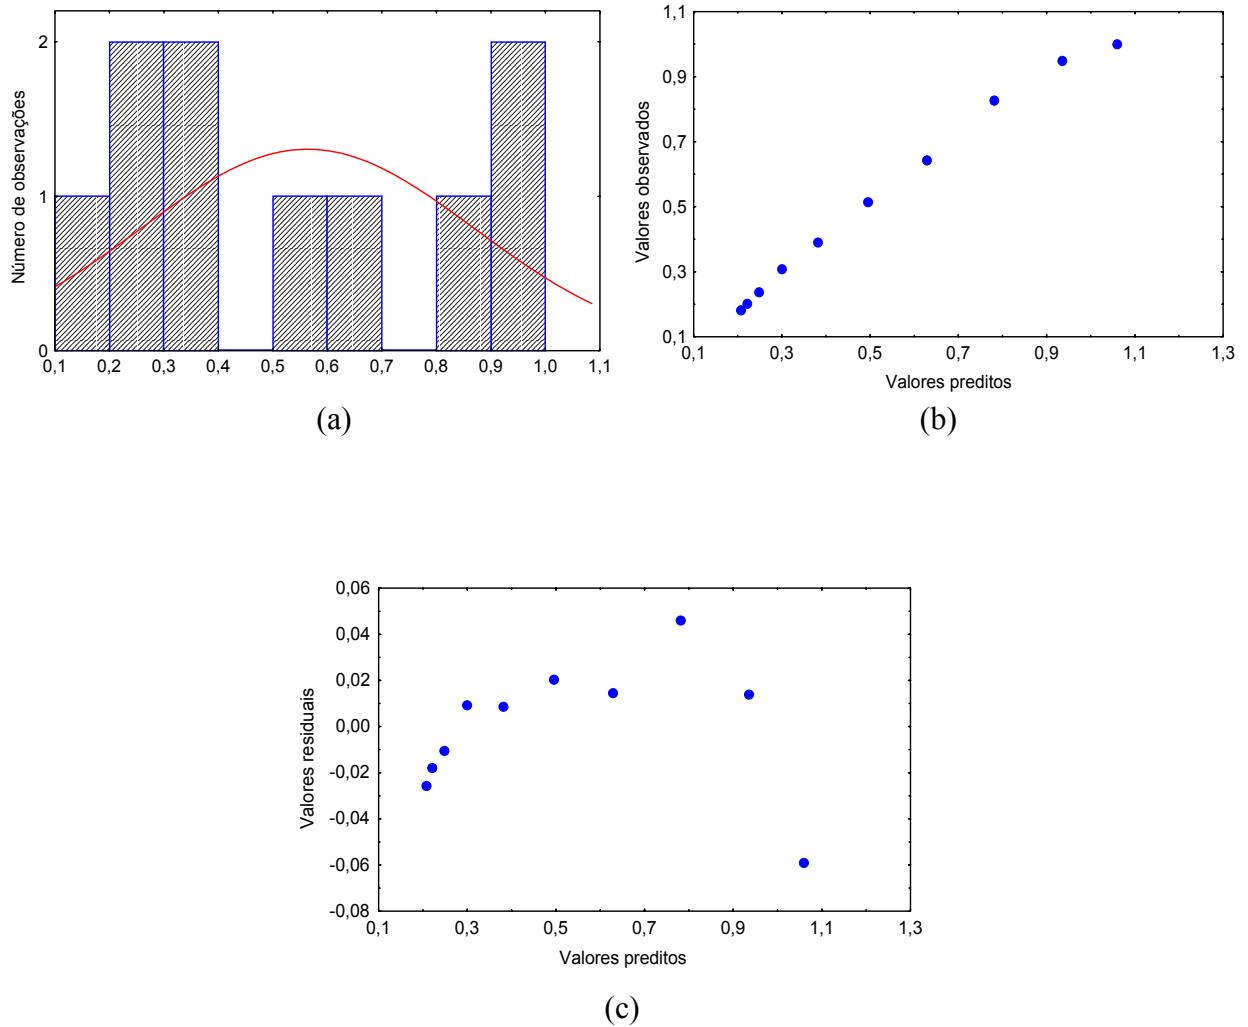 Número de observações
2
1
0
0,1 0,2 0,3 0,4 0,5 0,6 0,7 0,8 0,9 1,0 1,1
(a)
Valores observados
1,1
0,9
0,7
0,5
0,3
0,1
0,1 0,3 0,5 0,7 0,9 1,1 1,3
Valores preditos
(b)
Valores residuais
0,06
0,04
0,02
0,00
-0,02
-0,04
-0,06
-0,08
0,1 0,3 0,5 0,7 0,9 1,1 1,3
Valores preditos
(c)